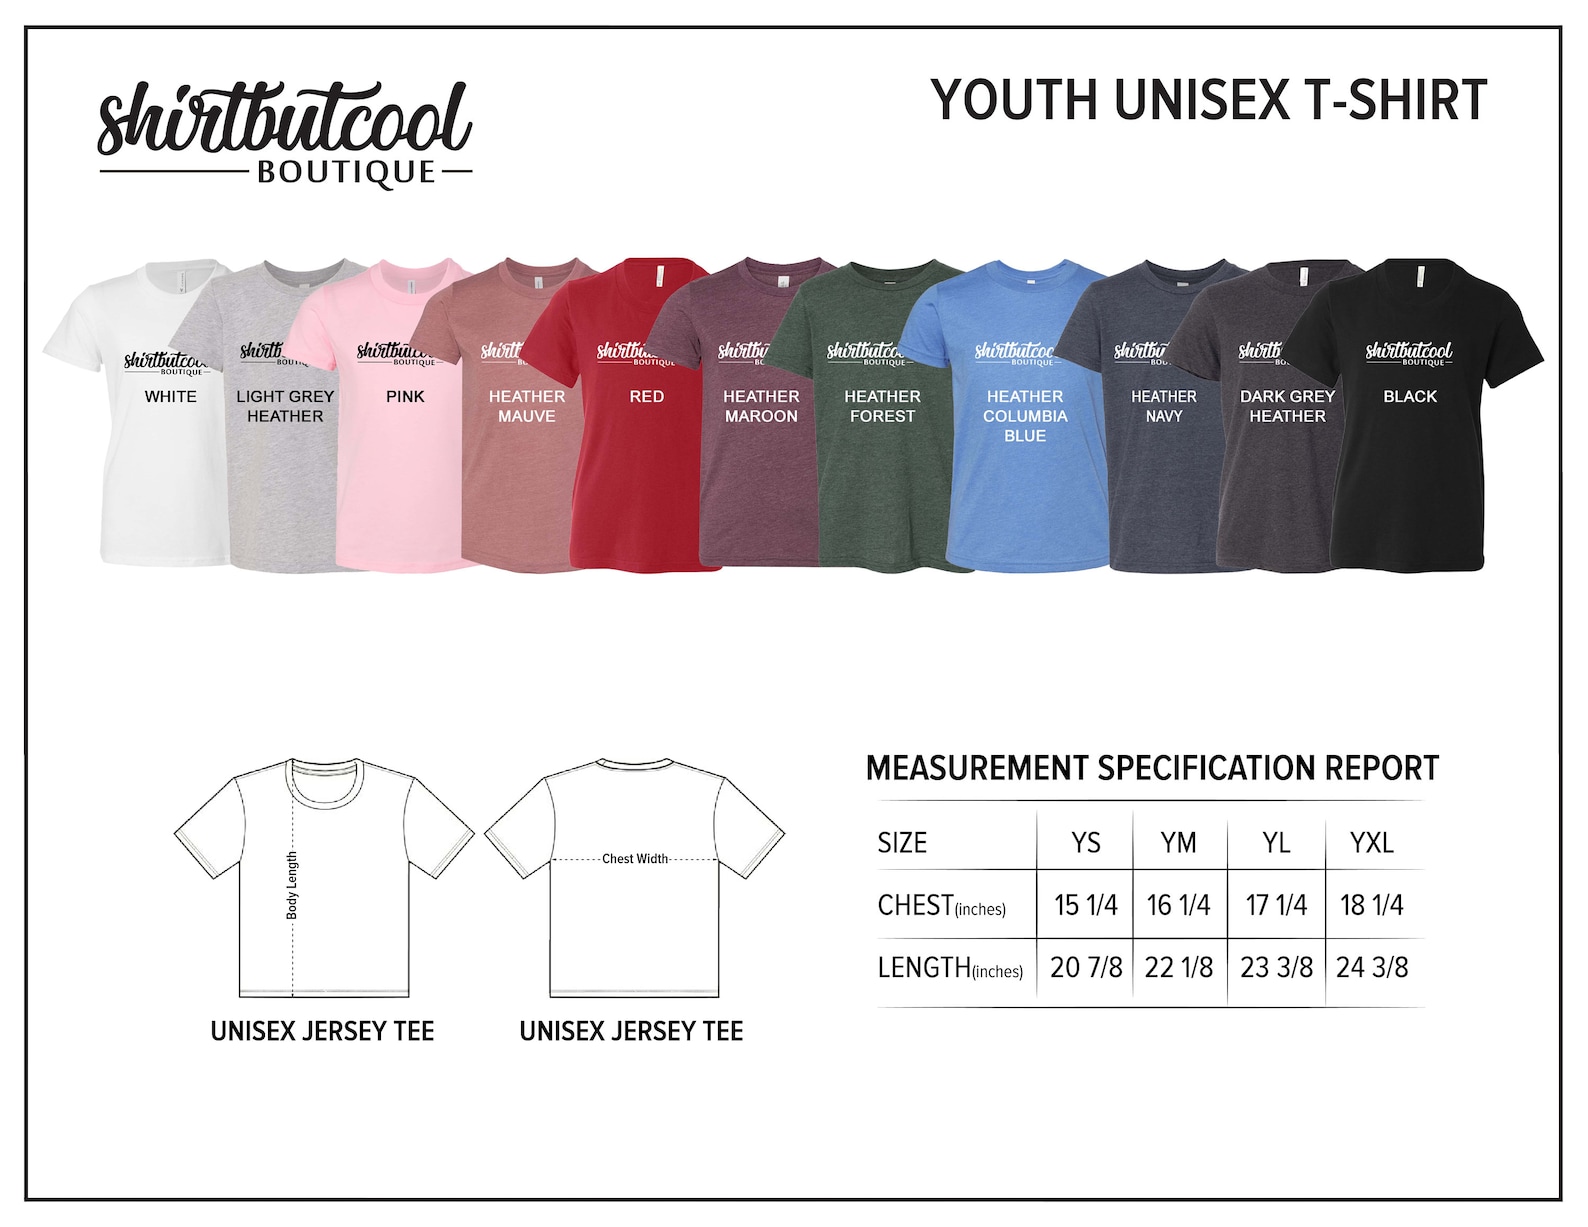 shirtbutcool
BOUTIQUE
YOUTH UNISEX T-SHIRT
shirtbutcool
BOUTIQUE
WHITE
LIGHT GREY
HEATHER
shirtbutcool
BOUTIQUE
PINK
HEATHER
MAUVE
BOUTIQUE
RED
HEATHER
MAROON
shirtbutcool
BOUTIQUE
HEATHER
FOREST
shirtbutcool
BOUTIQUE
HEATHER
COLUMBIA
BLUE
HEATHER
NAVY
DARK GREY
HEATHER
shirtbutcool
BOUTIQUE
BLACK
Body Length
UNISEX JERSEY TEE
Chest Width
UNISEX JERSEY TEE
MEASUREMENT SPECIFICATION REPORT
SIZE YS YM YL YXL
CHEST(inches) 15 1/4 16 1/4 17 1/4 18 1/4
LENGTH(inches) 20 7/8 22 1/8 23 3/8 24 3/8